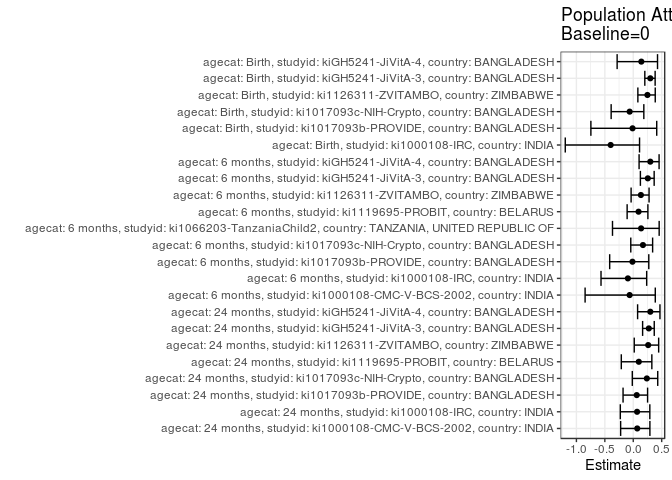 Population Att
Baseline=0
agecat: Birth, studyid: kiGH5241-JiVitA-4, country: BANGLADESH
agecat: Birth, studyid: kiGH5241-JiVitA-3, country: BANGLADESH
agecat: Birth, studyid: ki1126311-ZVITAMBO, country: ZIMBABWE
agecat: Birth, studyid: ki1017093c-NIH-Crypto, country: BANGLADESH
agecat: Birth, studyid: ki1017093b-PROVIDE, country: BANGLADESH
agecat: Birth, studyid: ki1000108-IRC, country: INDIA
agecat: 6 months, studyid: kiGH5241-JiVitA-4, country: BANGLADESH
agecat: 6 months, studyid: kiGH5241-JiVitA-3, country: BANGLADESH
agecat: 6 months, studyid: ki1126311-ZVITAMBO, country: ZIMBABWE
agecat: 6 months, studyid: ki1119695-PROBIT, country: BELARUS
agecat: 6 months, studyid: ki1066203-TanzaniaChild2, country: TANZANIA, UNITED REPUBLIC OF
agecat: 6 months, studyid: ki1017093c-NIH-Crypto, country: BANGLADESH
agecat: 6 months, studyid: ki1017093b-PROVIDE, country: BANGLADESH
agecat: 6 months, studyid: ki1000108-IRC, country: INDIA
agecat: 6 months, studyid: ki1000108-CMC-V-BCS-2002, country: INDIA
agecat: 24 months, studyid: kiGH5241-JiVitA-4, country: BANGLADESH
agecat: 24 months, studyid: kiGH5241-JiVitA-3, country: BANGLADESH
agecat: 24 months, studyid: ki1126311-ZVITAMBO, country: ZIMBABWE
agecat: 24 months, studyid: ki1119695-PROBIT, country: BELARUS
agecat: 24 months, studyid: ki1017093c-NIH-Crypto, country: BANGLADESH
agecat: 24 months, studyid: ki1017093b-PROVIDE, country: BANGLADESH
agecat: 24 months, studyid: ki1000108-IRC, country: INDIA
agecat: 24 months, studyid: ki1000108-CMC-V-BCS-2002, country: INDIA
-1.0 -0.5 0.0 0.5
Estimate